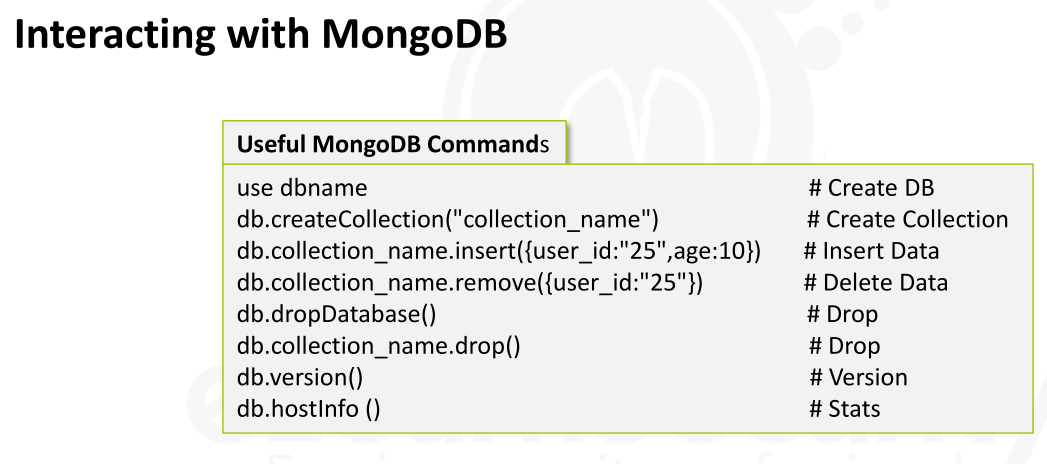 Interacting with MongoDB
Useful MongoDB Commands
use dbname # Create DB
db.createCollection("collection_name") # Create Collection
db.collection_name.insert({user_id:"25",age:10}) # Insert Data
db.collection_name.remove({user_id:"25"}) # Delete Data
db.dropDatabase() # Drop
db.collection_name.drop() # Drop
db.version() # Version
db.hostInfo () # Stats